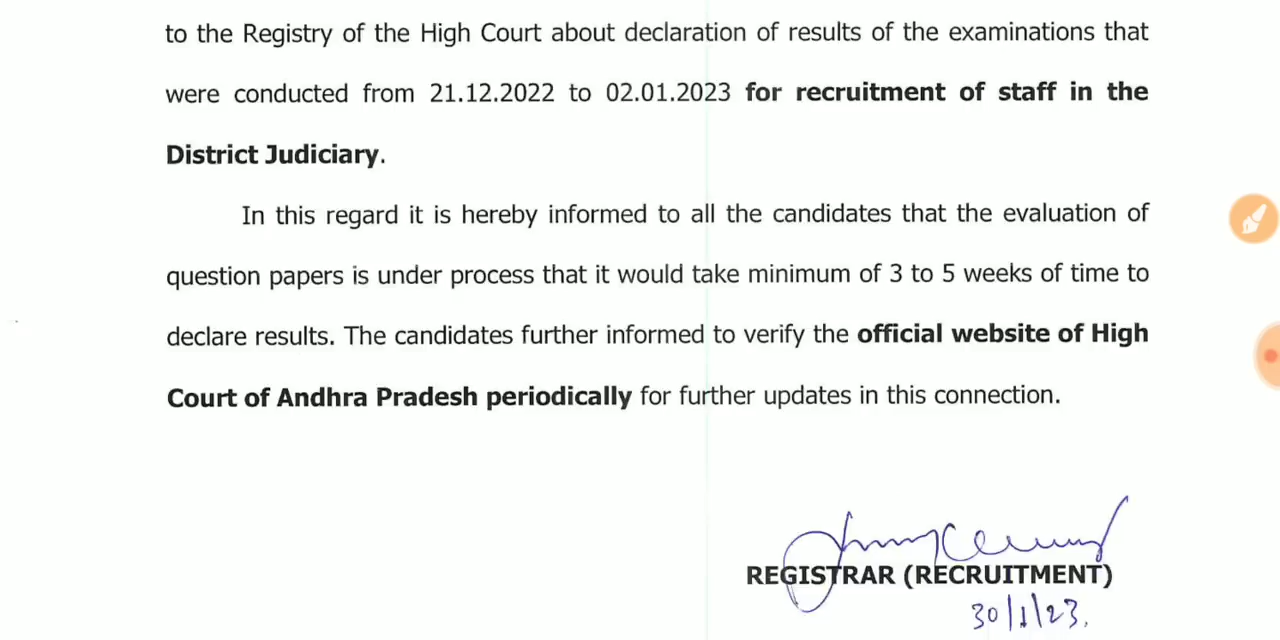 to the Registry of the High Court about declaration of results of the examinations that
were conducted from 21.12.2022 to 02.01.2023 for recruitment of staff in the
District Judiciary.
In this regard it is hereby informed to all the candidates that the evaluation of
question papers is under process that it would take minimum of 3 to 5 weeks of time to
declare results. The candidates further informed to verify the official website of High
Court of Andhra Pradesh periodically for further updates in this connection.
REGISTRAR (RECRUITMENT)
30/1/23.